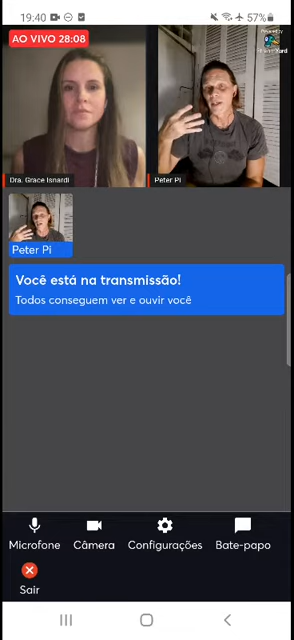 19:40
57%
AO VIVO 28:08
Dra. Grace Isnardi
Peter Pi
Peter Pi
Você está na transmissão!
Todos conseguem ver e ouvir você
Microfone
Câmera
Configurações
Bate-papo
Sair